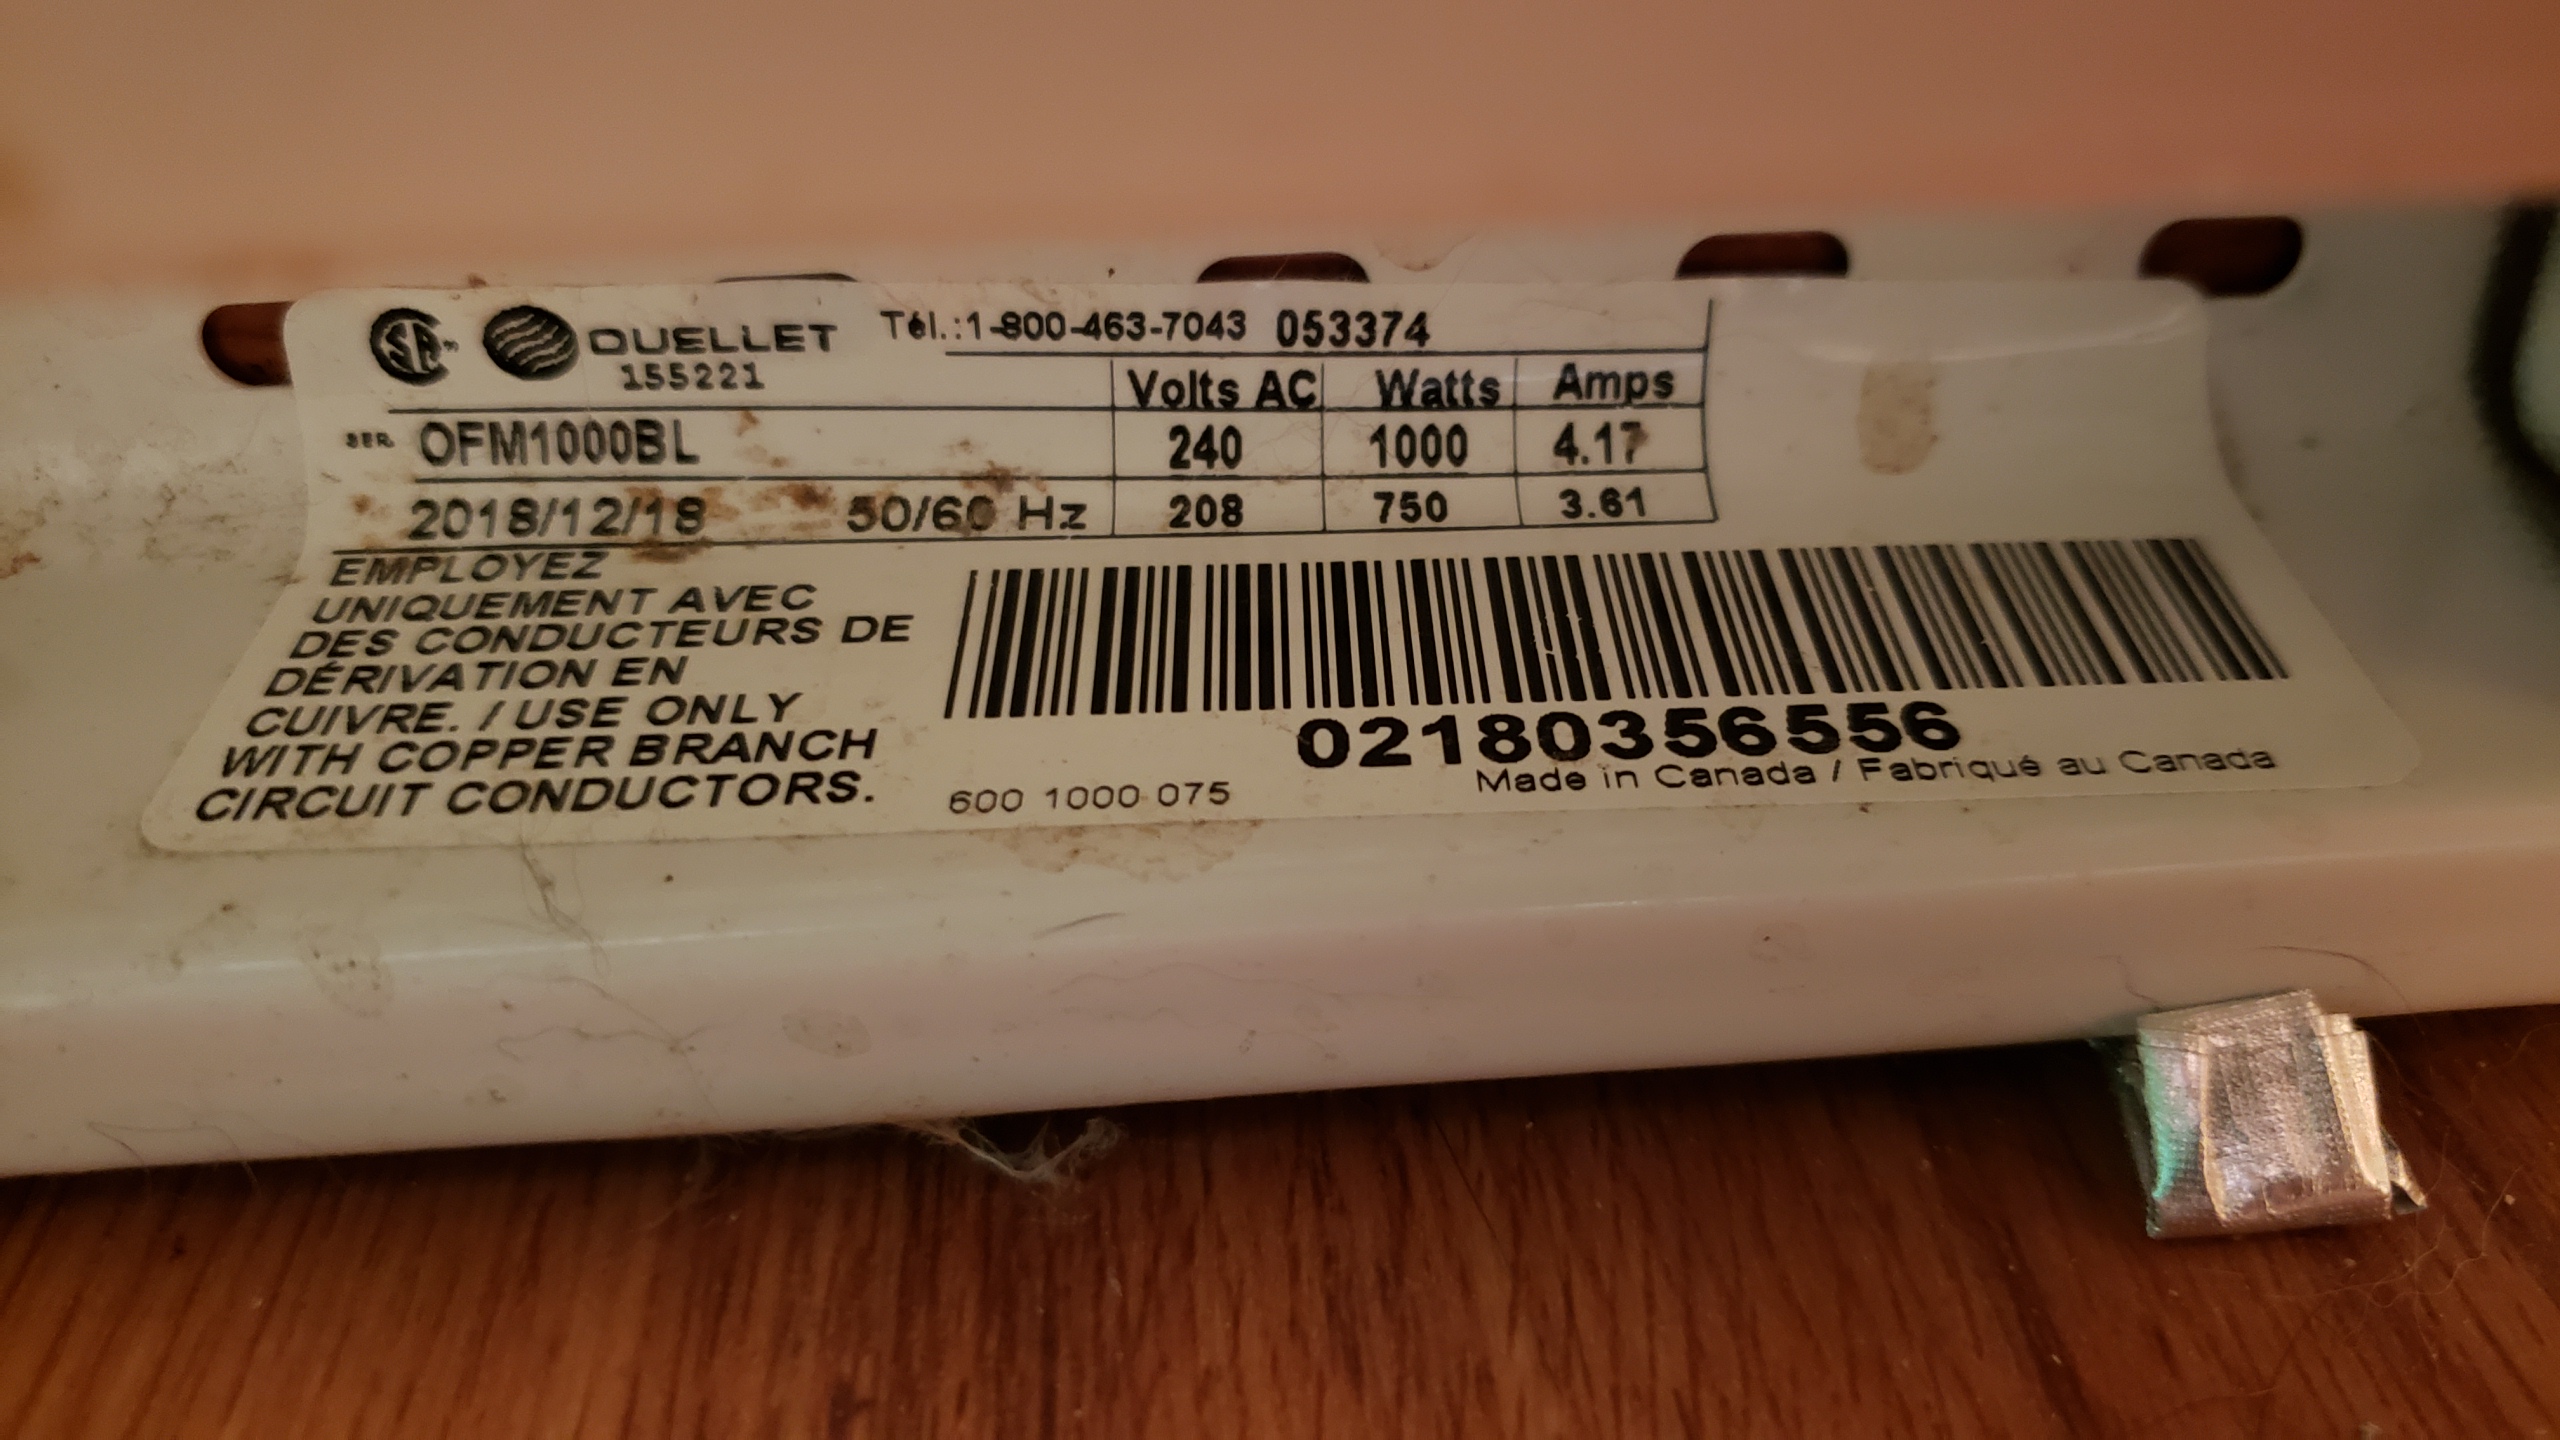 SA
OUELLET Tél.:1-800-463-7043 053374
155221
Volts AC Watts Amps
SER. OFM1000BL 240 1000 4.17
2018/12/18 50/60 Hz 208 750 3.61
EMPLOYEZ
UNIQUEMENT AVEC
DES CONDUCTEURS DE
DÉRIVATION EN
CUIVRE. / USE ONLY
WITH COPPER BRANCH
CIRCUIT CONDUCTORS.
02180356556
Made in Canada / Fabriqué au Canada
600 1000 075